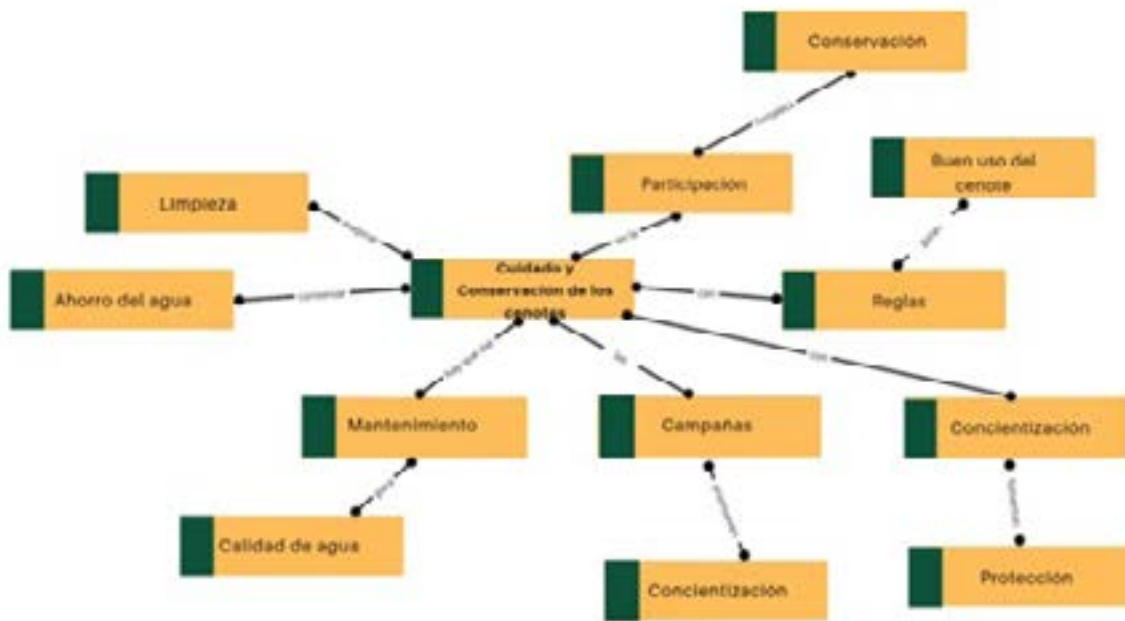 Conservación
Participación
Buen uso del
cenote
Limpieza
Cuidado y
Conservación de los
cenotes
Ahorro del agua
con
Reglas
Mantenimiento
Campañas
Concientización
Calidad de agua
Concientización
Protección